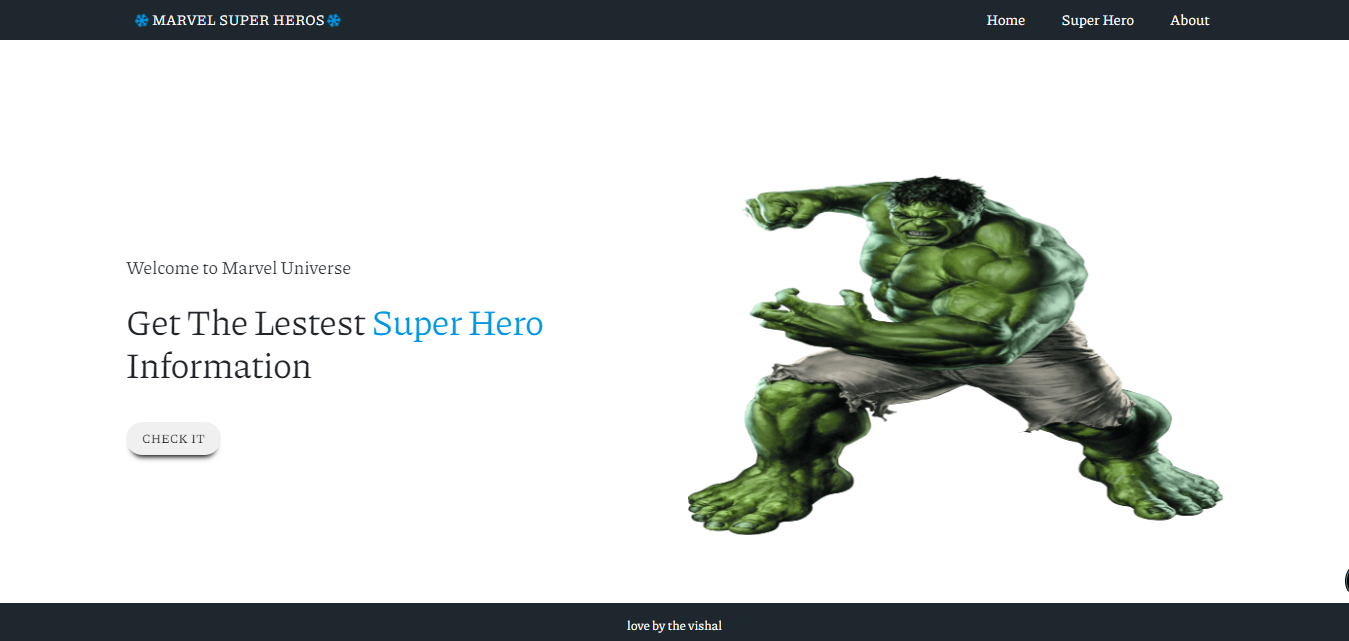 ❄MARVEL SUPER HEROS❄ Home Super Hero About
Welcome to Marvel Universe
Get The Lestest Super Hero
Information
CHECK IT
love by the vishal